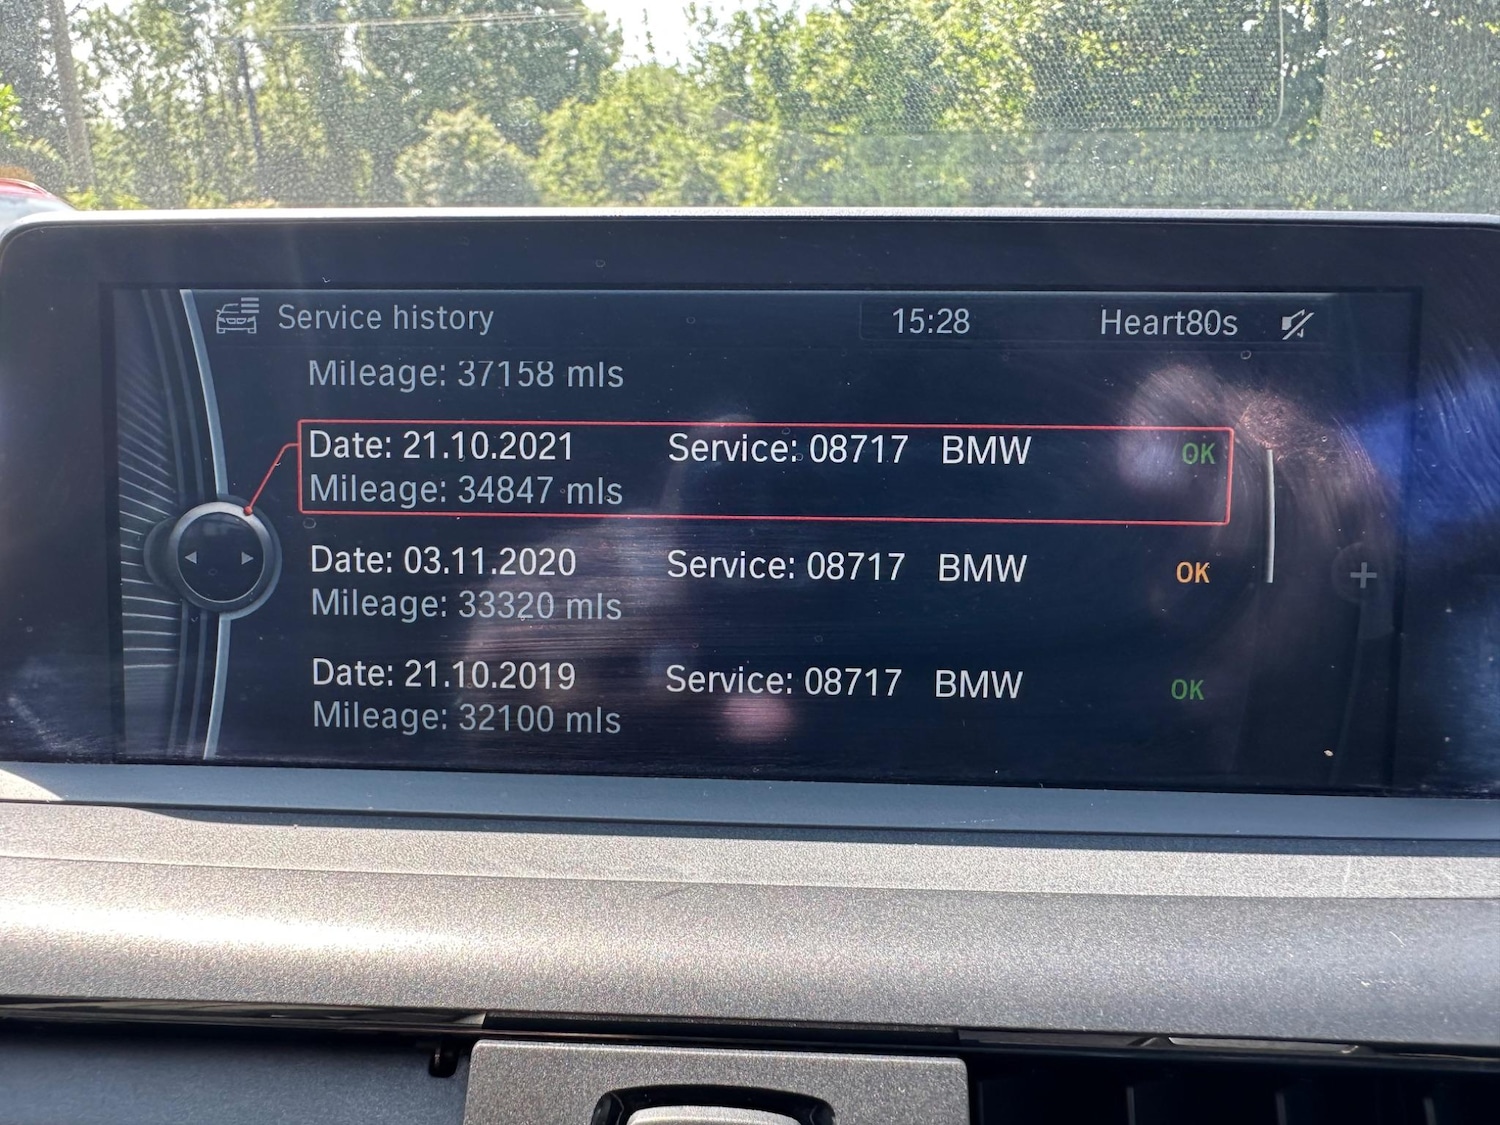 Service history 15:28 Heart80s
Mileage: 37158 mls
Date: 21.10.2021 Service: 08717 BMW OK
Mileage: 34847 mls
Date: 03.11.2020 Service: 08717 BMW OK
Mileage: 33320 mls
Date: 21.10.2019 Service: 08717 BMW OK
Mileage: 32100 mls